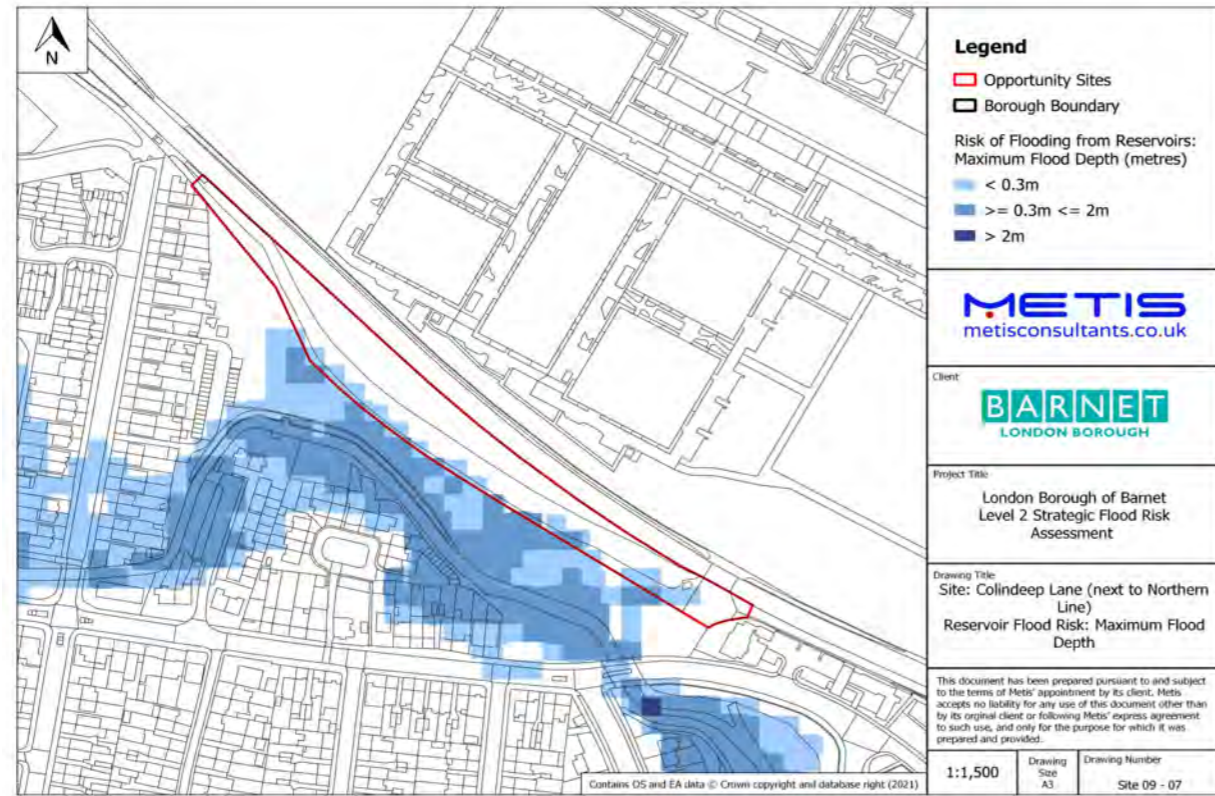 N
Legend
Opportunity Sites
Borough Boundary
Risk of Flooding from Reservoirs:
Maximum Flood Depth (metres)
< 0.3m
>= 0.3m <= 2m
> 2m
METIS
metisconsultants.co.uk
Client
BARNET
LONDON BOROUGH
Project Title
London Borough of Barnet
Level 2 Strategic Flood Risk
Assessment
Drawing Title
Site: Colindeep Lane (next to Northern
Line)
Reservoir Flood Risk: Maximum Flood
Depth
This document has been prepared pursuant to and subject
to the terms of Metis' appointment by its client. Metis
accepts no liability for any use of this document other than
by its orginal client or following Metis' express agreement
to such use, and only for the purpose for which it was
prepared and provided.
1:1,500
Drawing
Size
A3
Drawing Number
Site 09 - 07
Contains OS and EA data © Crown copyright and database right (2021)